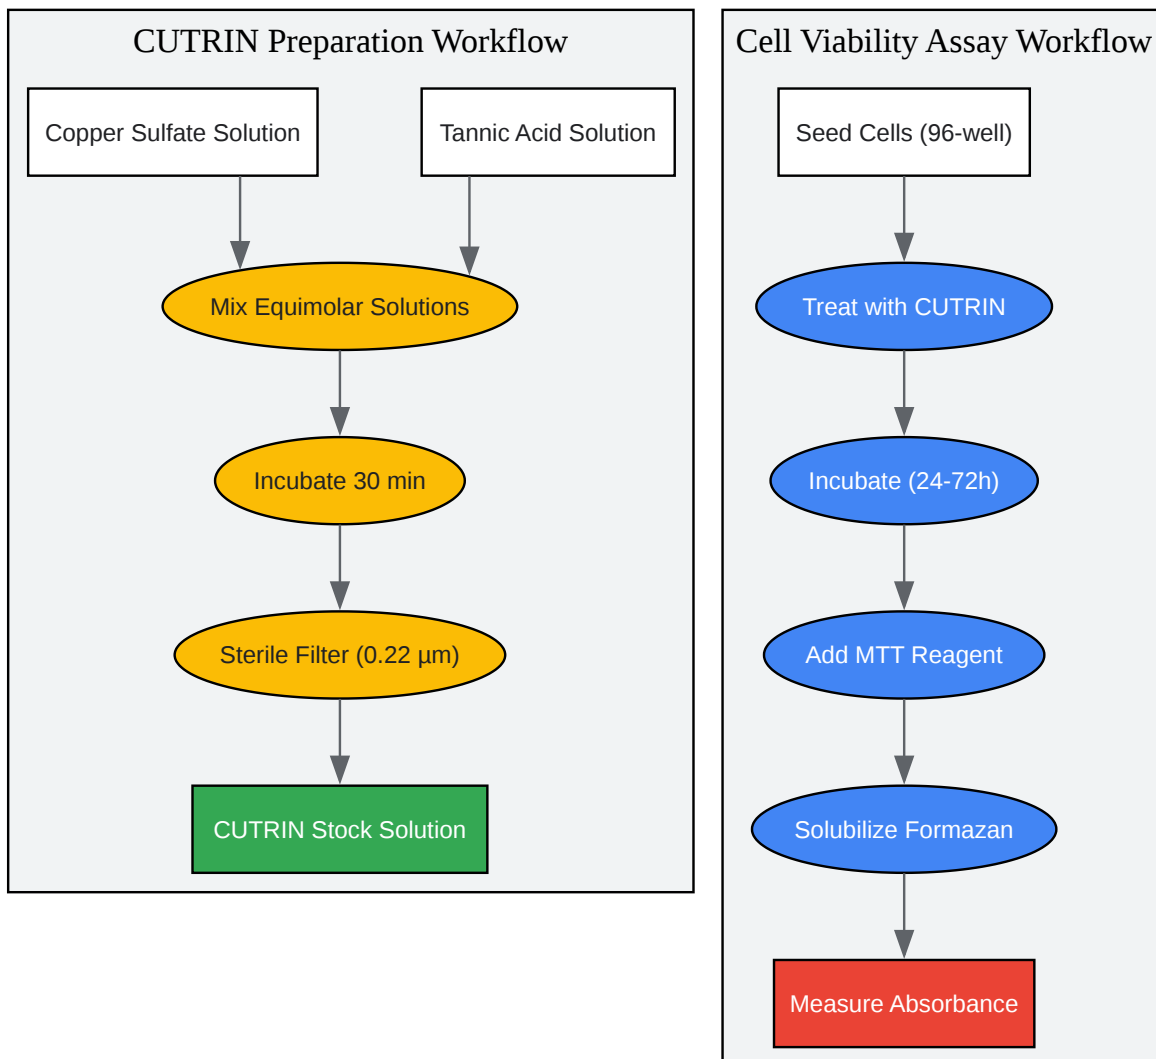 CUTRIN Preparation Workflow
Copper Sulfate Solution
Tannic Acid Solution
Mix Equimolar Solutions
Incubate 30 min
Sterile Filter (0.22 µm)
CUTRIN Stock Solution
Cell Viability Assay Workflow
Seed Cells (96-well)
Treat with CUTRIN
Incubate (24-72h)
Add MTT Reagent
Solubilize Formazan
Measure Absorbance